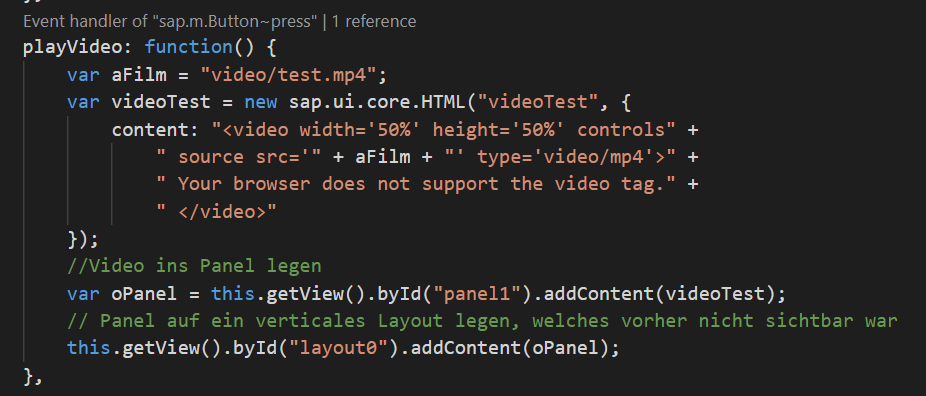 Event handler of "sap.m.Button~press" | 1 reference
playVideo: function() {
    var aFilm = "video/test.mp4";
    var videoTest = new sap.ui.core.HTML("videoTest", {
        content: "<video width='50%' height='50%' controls" +
            " source src='" + aFilm + "' type='video/mp4'>" +
            " Your browser does not support the video tag." +
            " </video>"
    });
    //Video ins Panel legen
    var oPanel = this.getView().byId("panel1").addContent(videoTest);
    // Panel auf ein verticales Layout legen, welches vorher nicht sichtbar war
    this.getView().byId("layout0").addContent(oPanel);
},